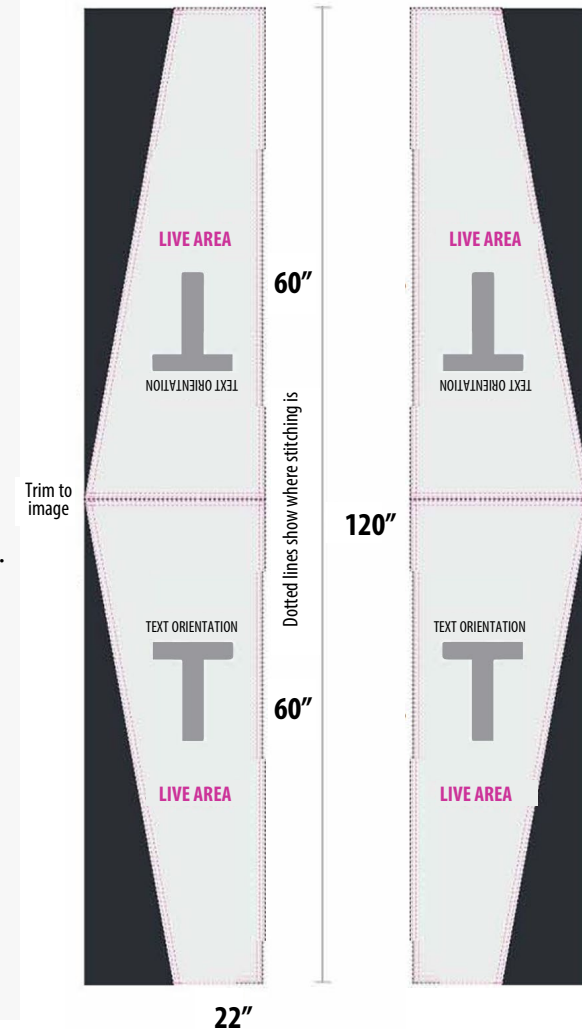 LIVE AREA
LIVE AREA
60”
TEXT ORIENTATION
TEXT ORIENTATION
Dotted lines show where stitching is
Trim to
image
120”
TEXT ORIENTATION
TEXT ORIENTATION
60”
LIVE AREA
LIVE AREA
22”